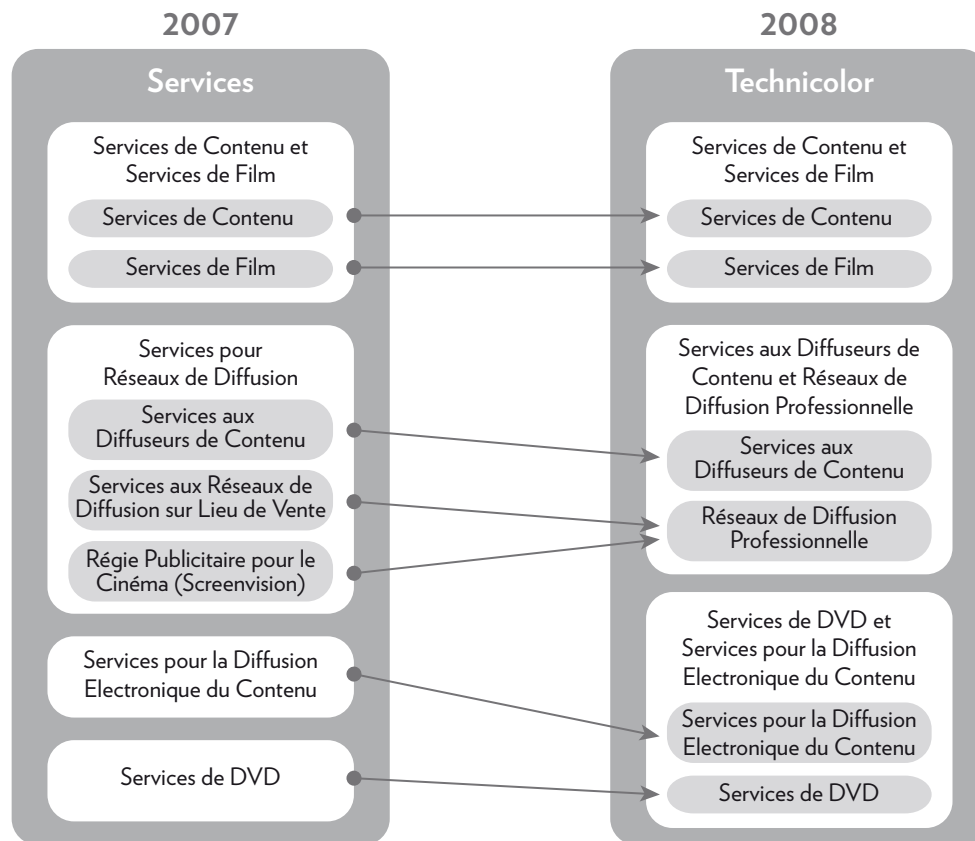 2007
Services
Services de Contenu et
Services de Film
Services de Contenu
Services de Film
Services pour
Réseaux de Diffusion
Services aux
Diffuseurs de Contenu
Services aux Réseaux de
Diffusion sur Lieu de Vente
Régie Publicitaire pour le
Cinéma (Screenvision)
Services pour la Diffusion
Electronique du Contenu
Services de DVD
2008
Technicolor
Services de Contenu et
Services de Film
Services de Contenu
Services de Film
Services aux Diffuseurs de
Contenu et Réseaux de
Diffusion Professionnelle
Services aux
Diffuseurs de Contenu
Réseaux de Diffusion
Professionnelle
Services de DVD et
Services pour la Diffusion
Electronique du Contenu
Services pour la Diffusion
Electronique du Contenu
Services de DVD